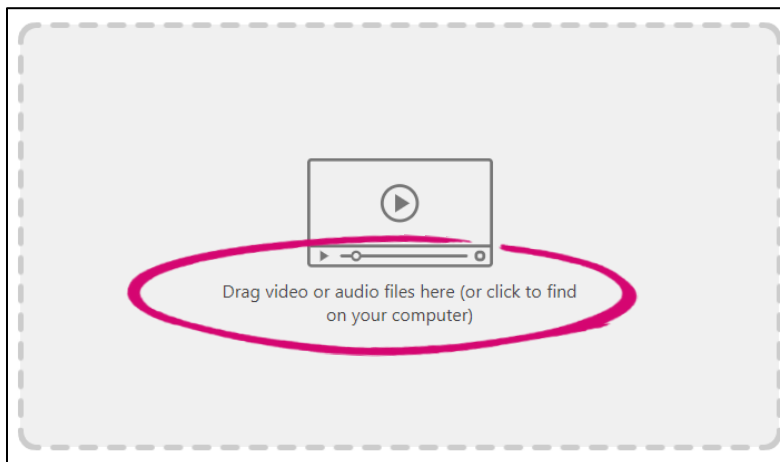 Drag video or audio files here (or click to find
on your computer)